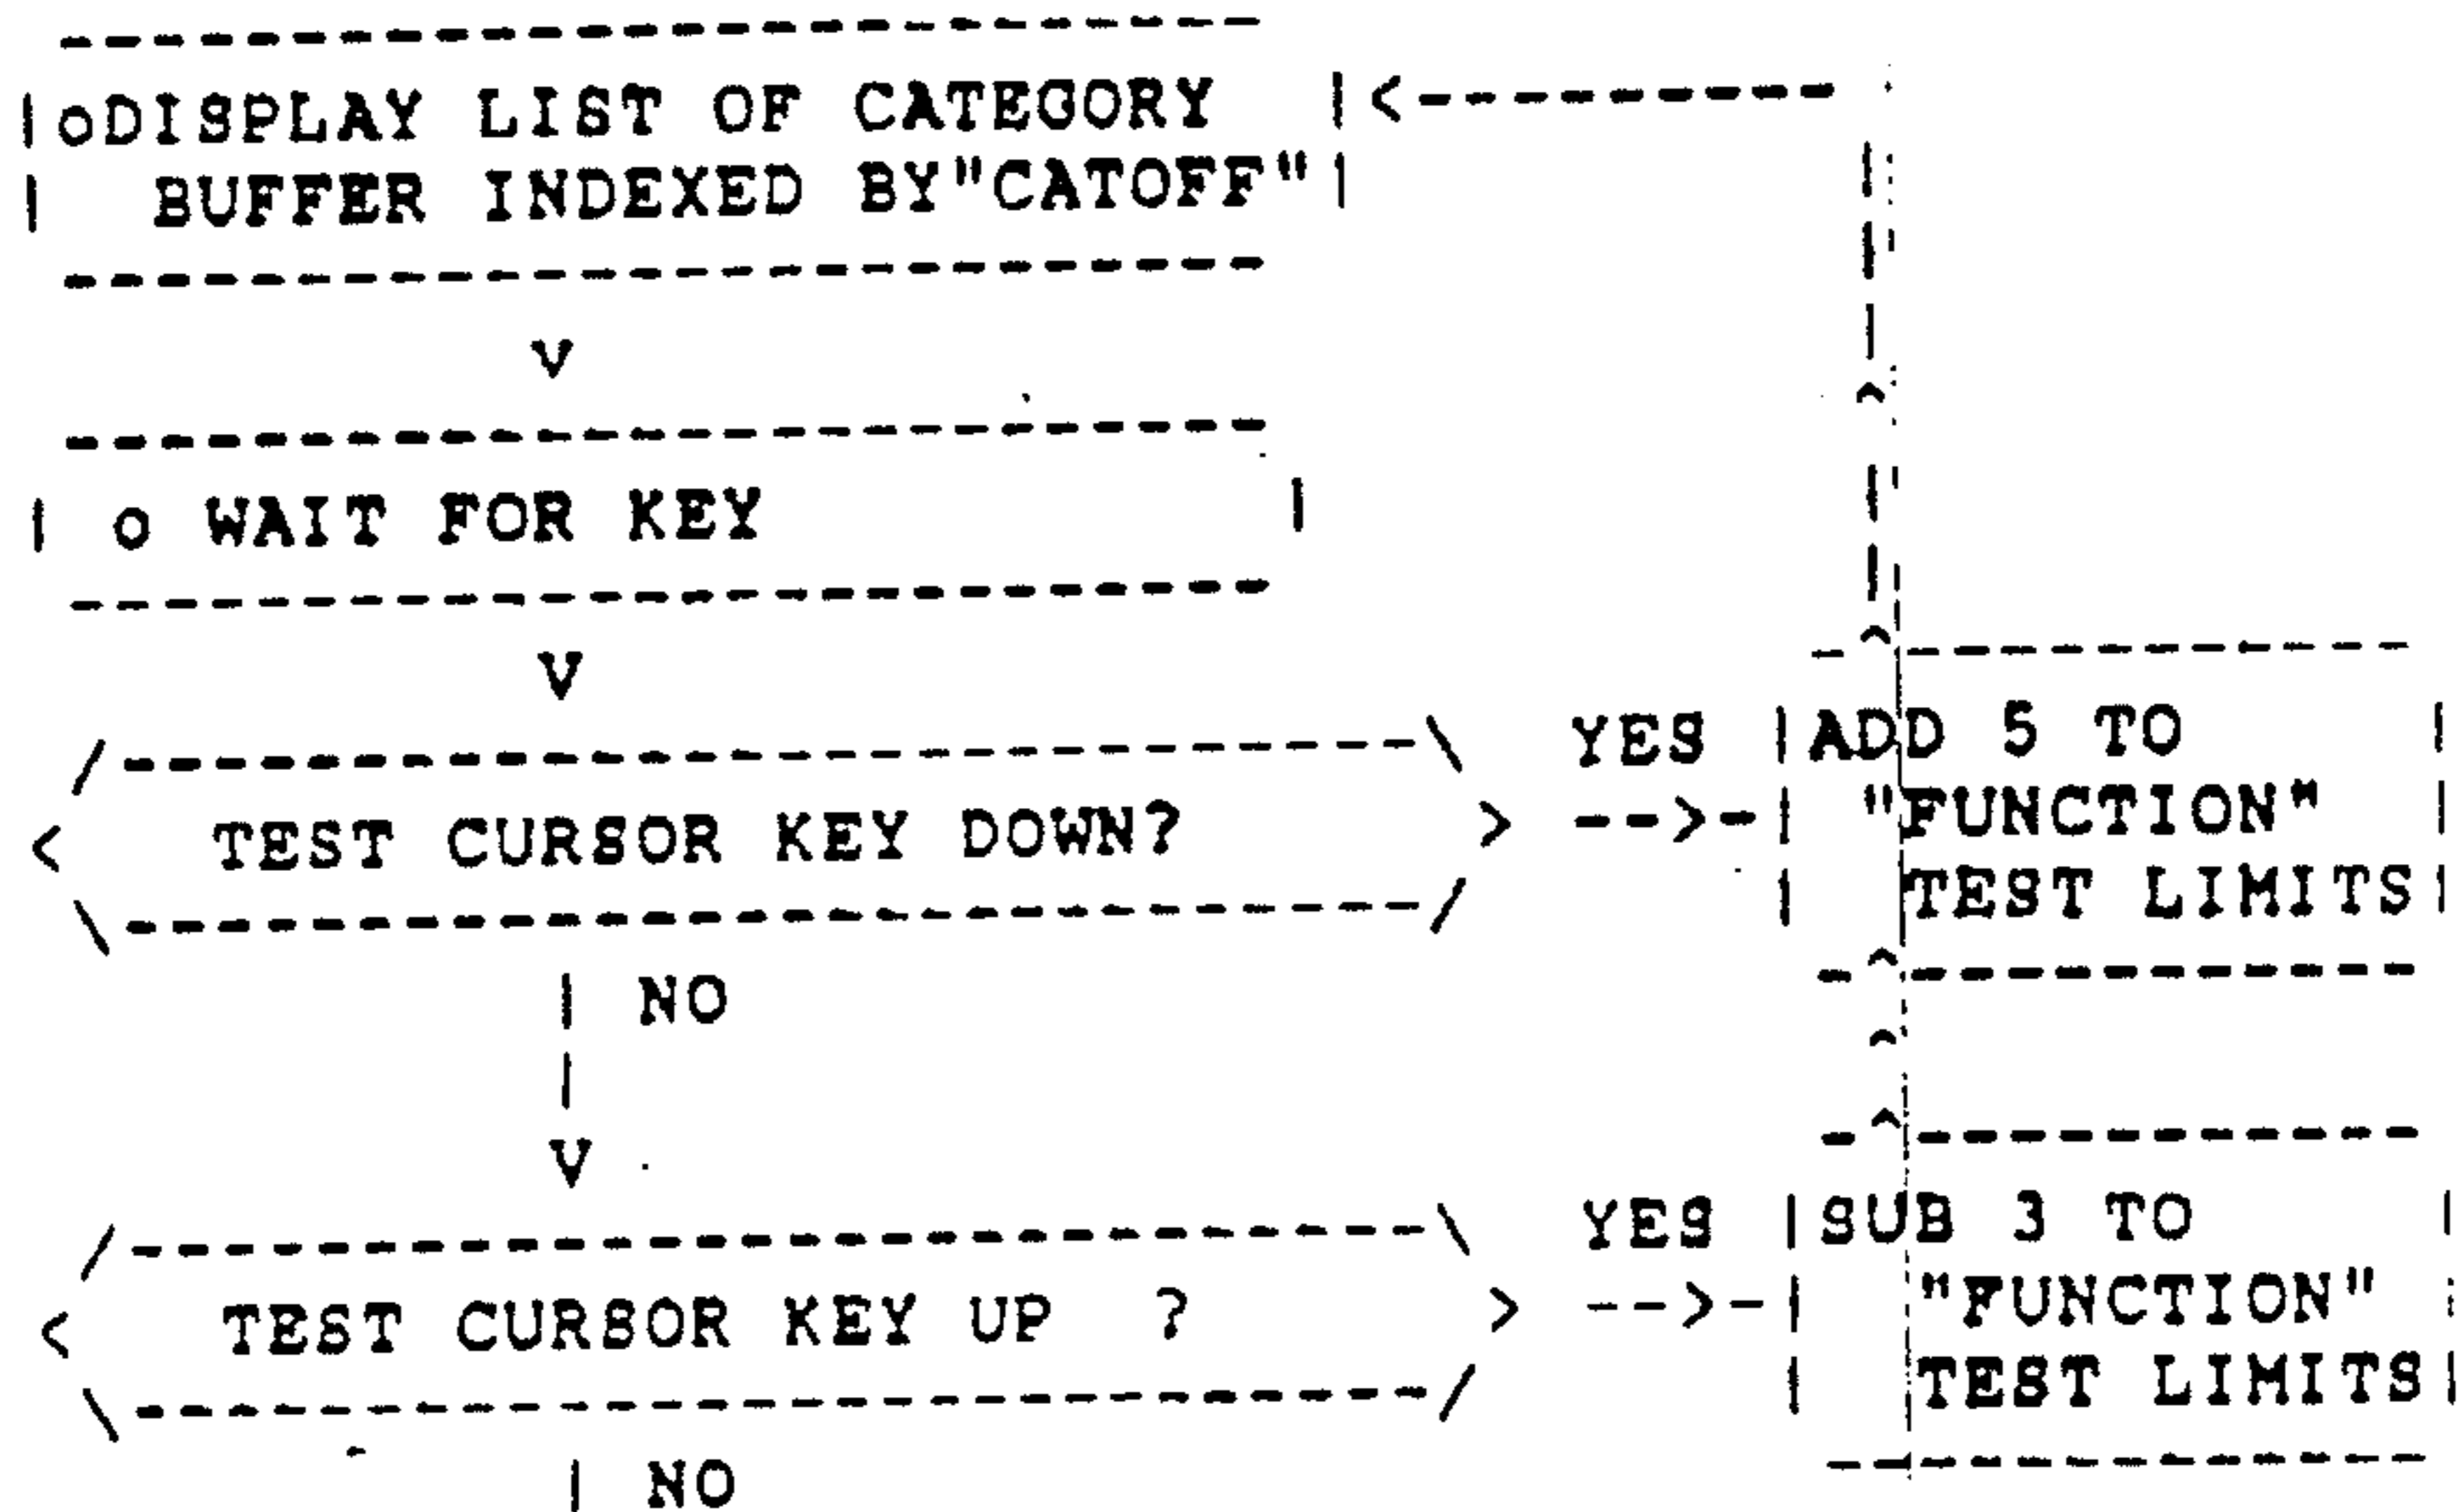 oDISPLAY LIST OF CATEGORY
BUFFER INDEXED BY"CATOFF"
o WAIT FOR KEY
YES ADD 5 TO
TEST CURSOR KEY DOWN? "FUNCTION"
TEST LIMITS
NO
YES SUB 3 TO
TEST CURSOR KEY UP ? "FUNCTION"
TEST LIMITS
NO